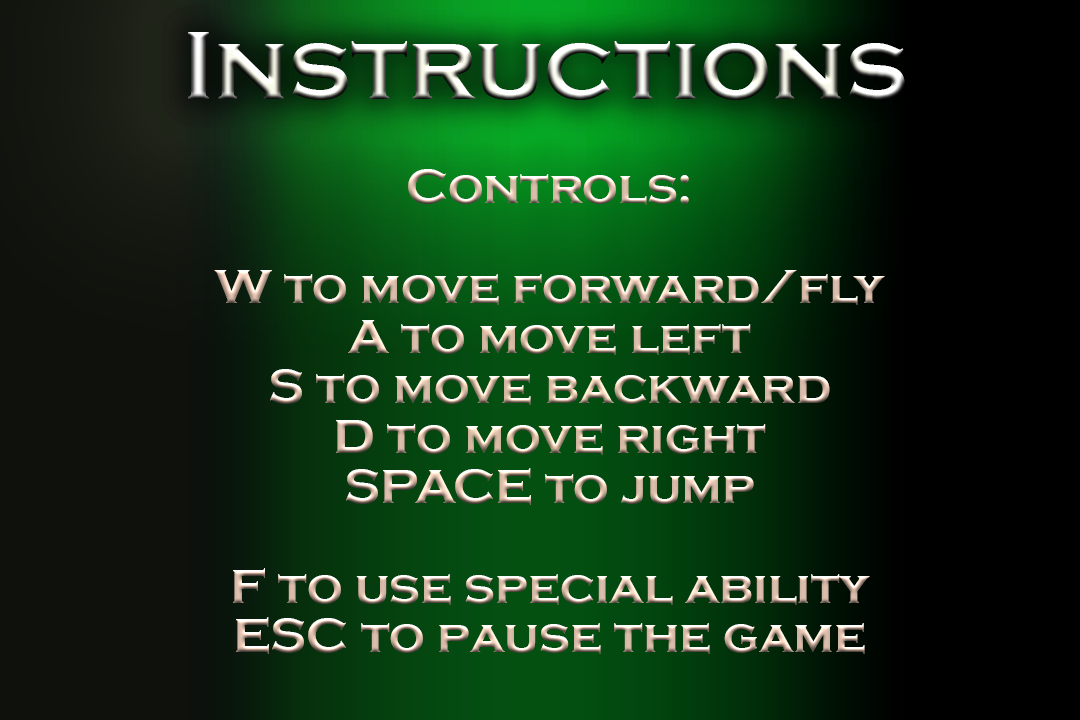 Instructions
Controls:
W to move forward/fly
A to move left
S to move backward
D to move right
SPACE to jump
F to use special ability
ESC to pause the game